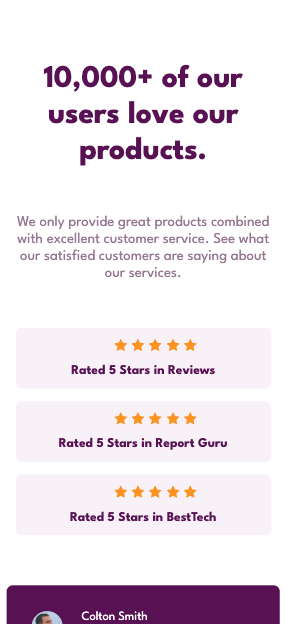 10,000+ of our
users love our
products.
We only provide great products combined
with excellent customer service. See what
our satisfied customers are saying about
our services.
Rated 5 Stars in Reviews
Rated 5 Stars in Report Guru
Rated 5 Stars in BestTech
Colton Smith